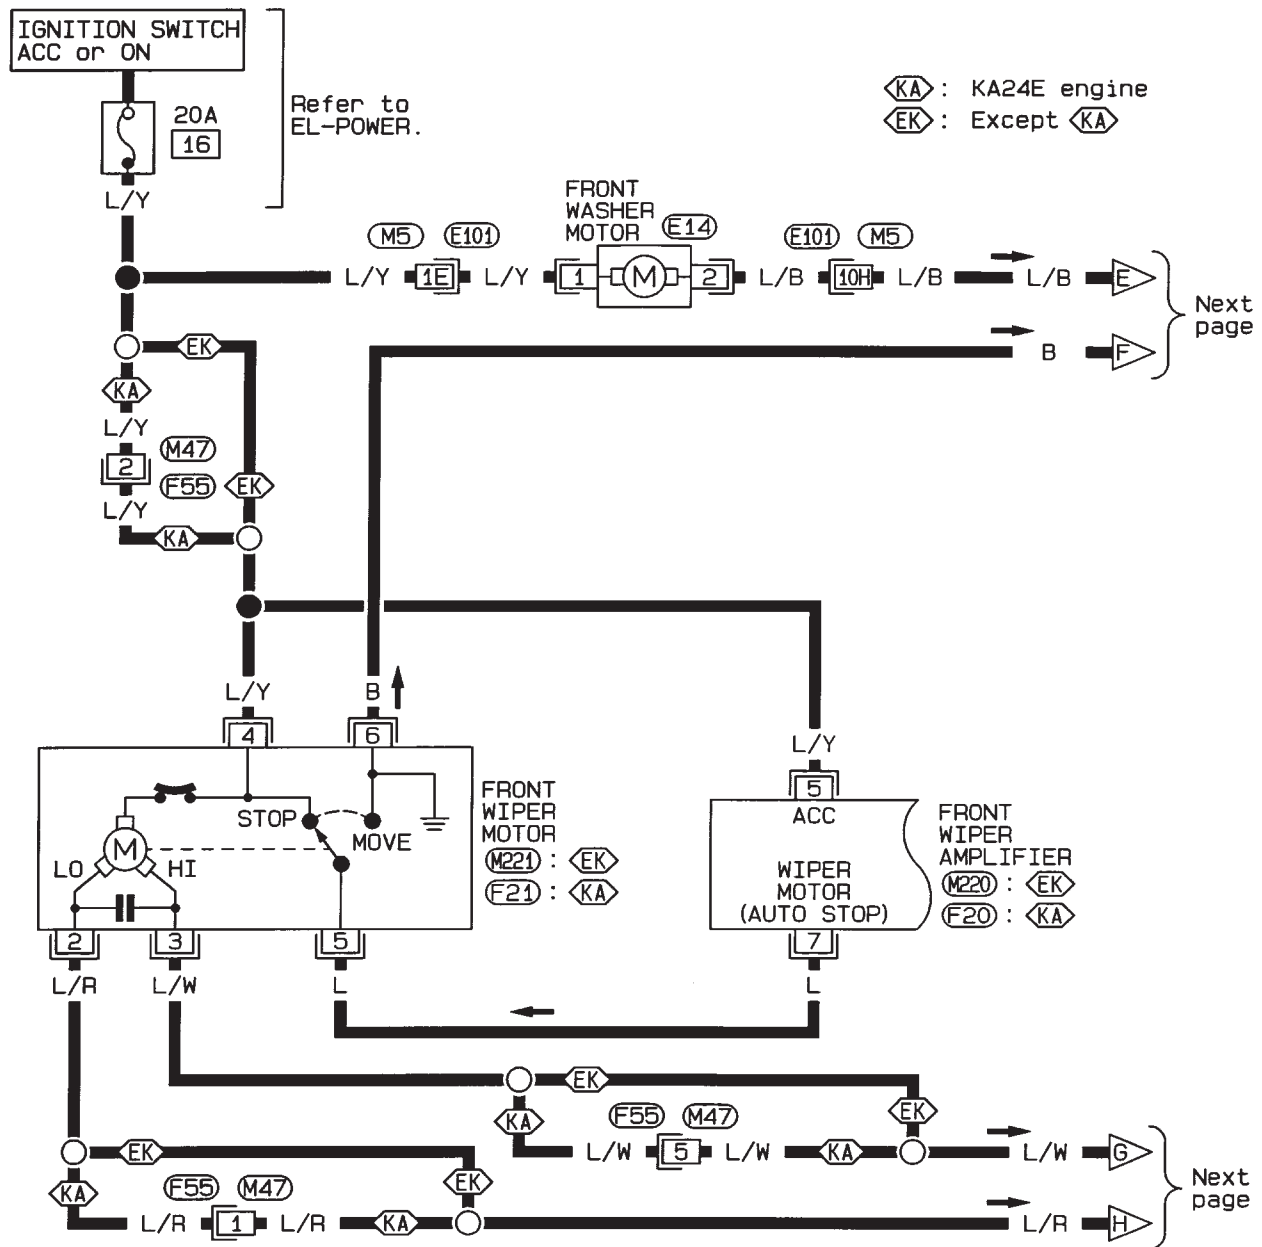 IGNITION SWITCH
ACC or ON
20A
16
Refer to
EL-POWER.
KA : KA24E engine
EK : Except KA
L/Y
FRONT
WASHER
MOTOR E14
M5 E101
E101 M5
L/Y 1E L/Y 1 M 2 L/B 10H L/B L/B E
Next
page
B F
EK
KA
L/Y
M47
2
F55 EK
L/Y
KA
L/Y B
4 6
L/Y
5
ACC
STOP
MOVE
M
LO HI
FRONT
WIPER
MOTOR
M221 : EK
F21 : KA
WIPER
MOTOR
(AUTO STOP)
FRONT
WIPER
AMPLIFIER
M220 : EK
F20 : KA
2 3 5 7
L/R L/W L L
EK
KA F55 M47 EK
L/W 5 L/W KA L/W G
EK
KA F55 M47 EK
L/R 1 L/R KA L/R H
Next
page